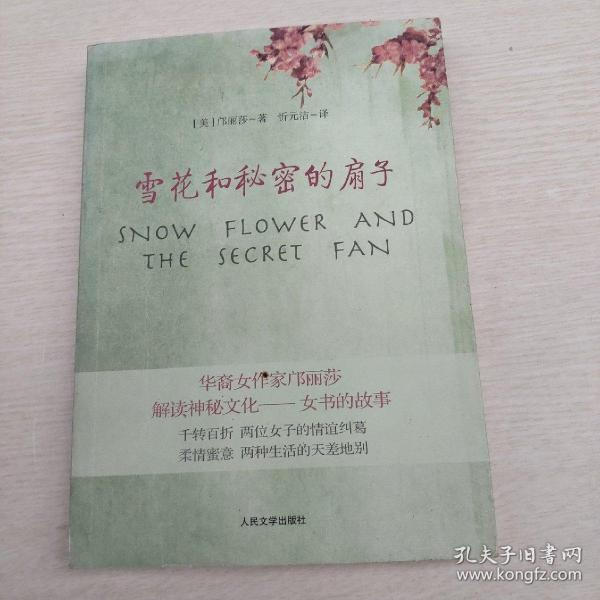 [美]邝丽莎-著 忻元洁-译
雪花和秘密的扇子
SNOW FLOWER AND
THE SECRET FAN
华裔女作家邝丽莎
解读神秘文化——女书的故事
千转百折 两位女子的情谊纠葛
柔情蜜意 两种生活的天差地别
人民文学出版社
孔夫子旧书网
www.kongfz.com